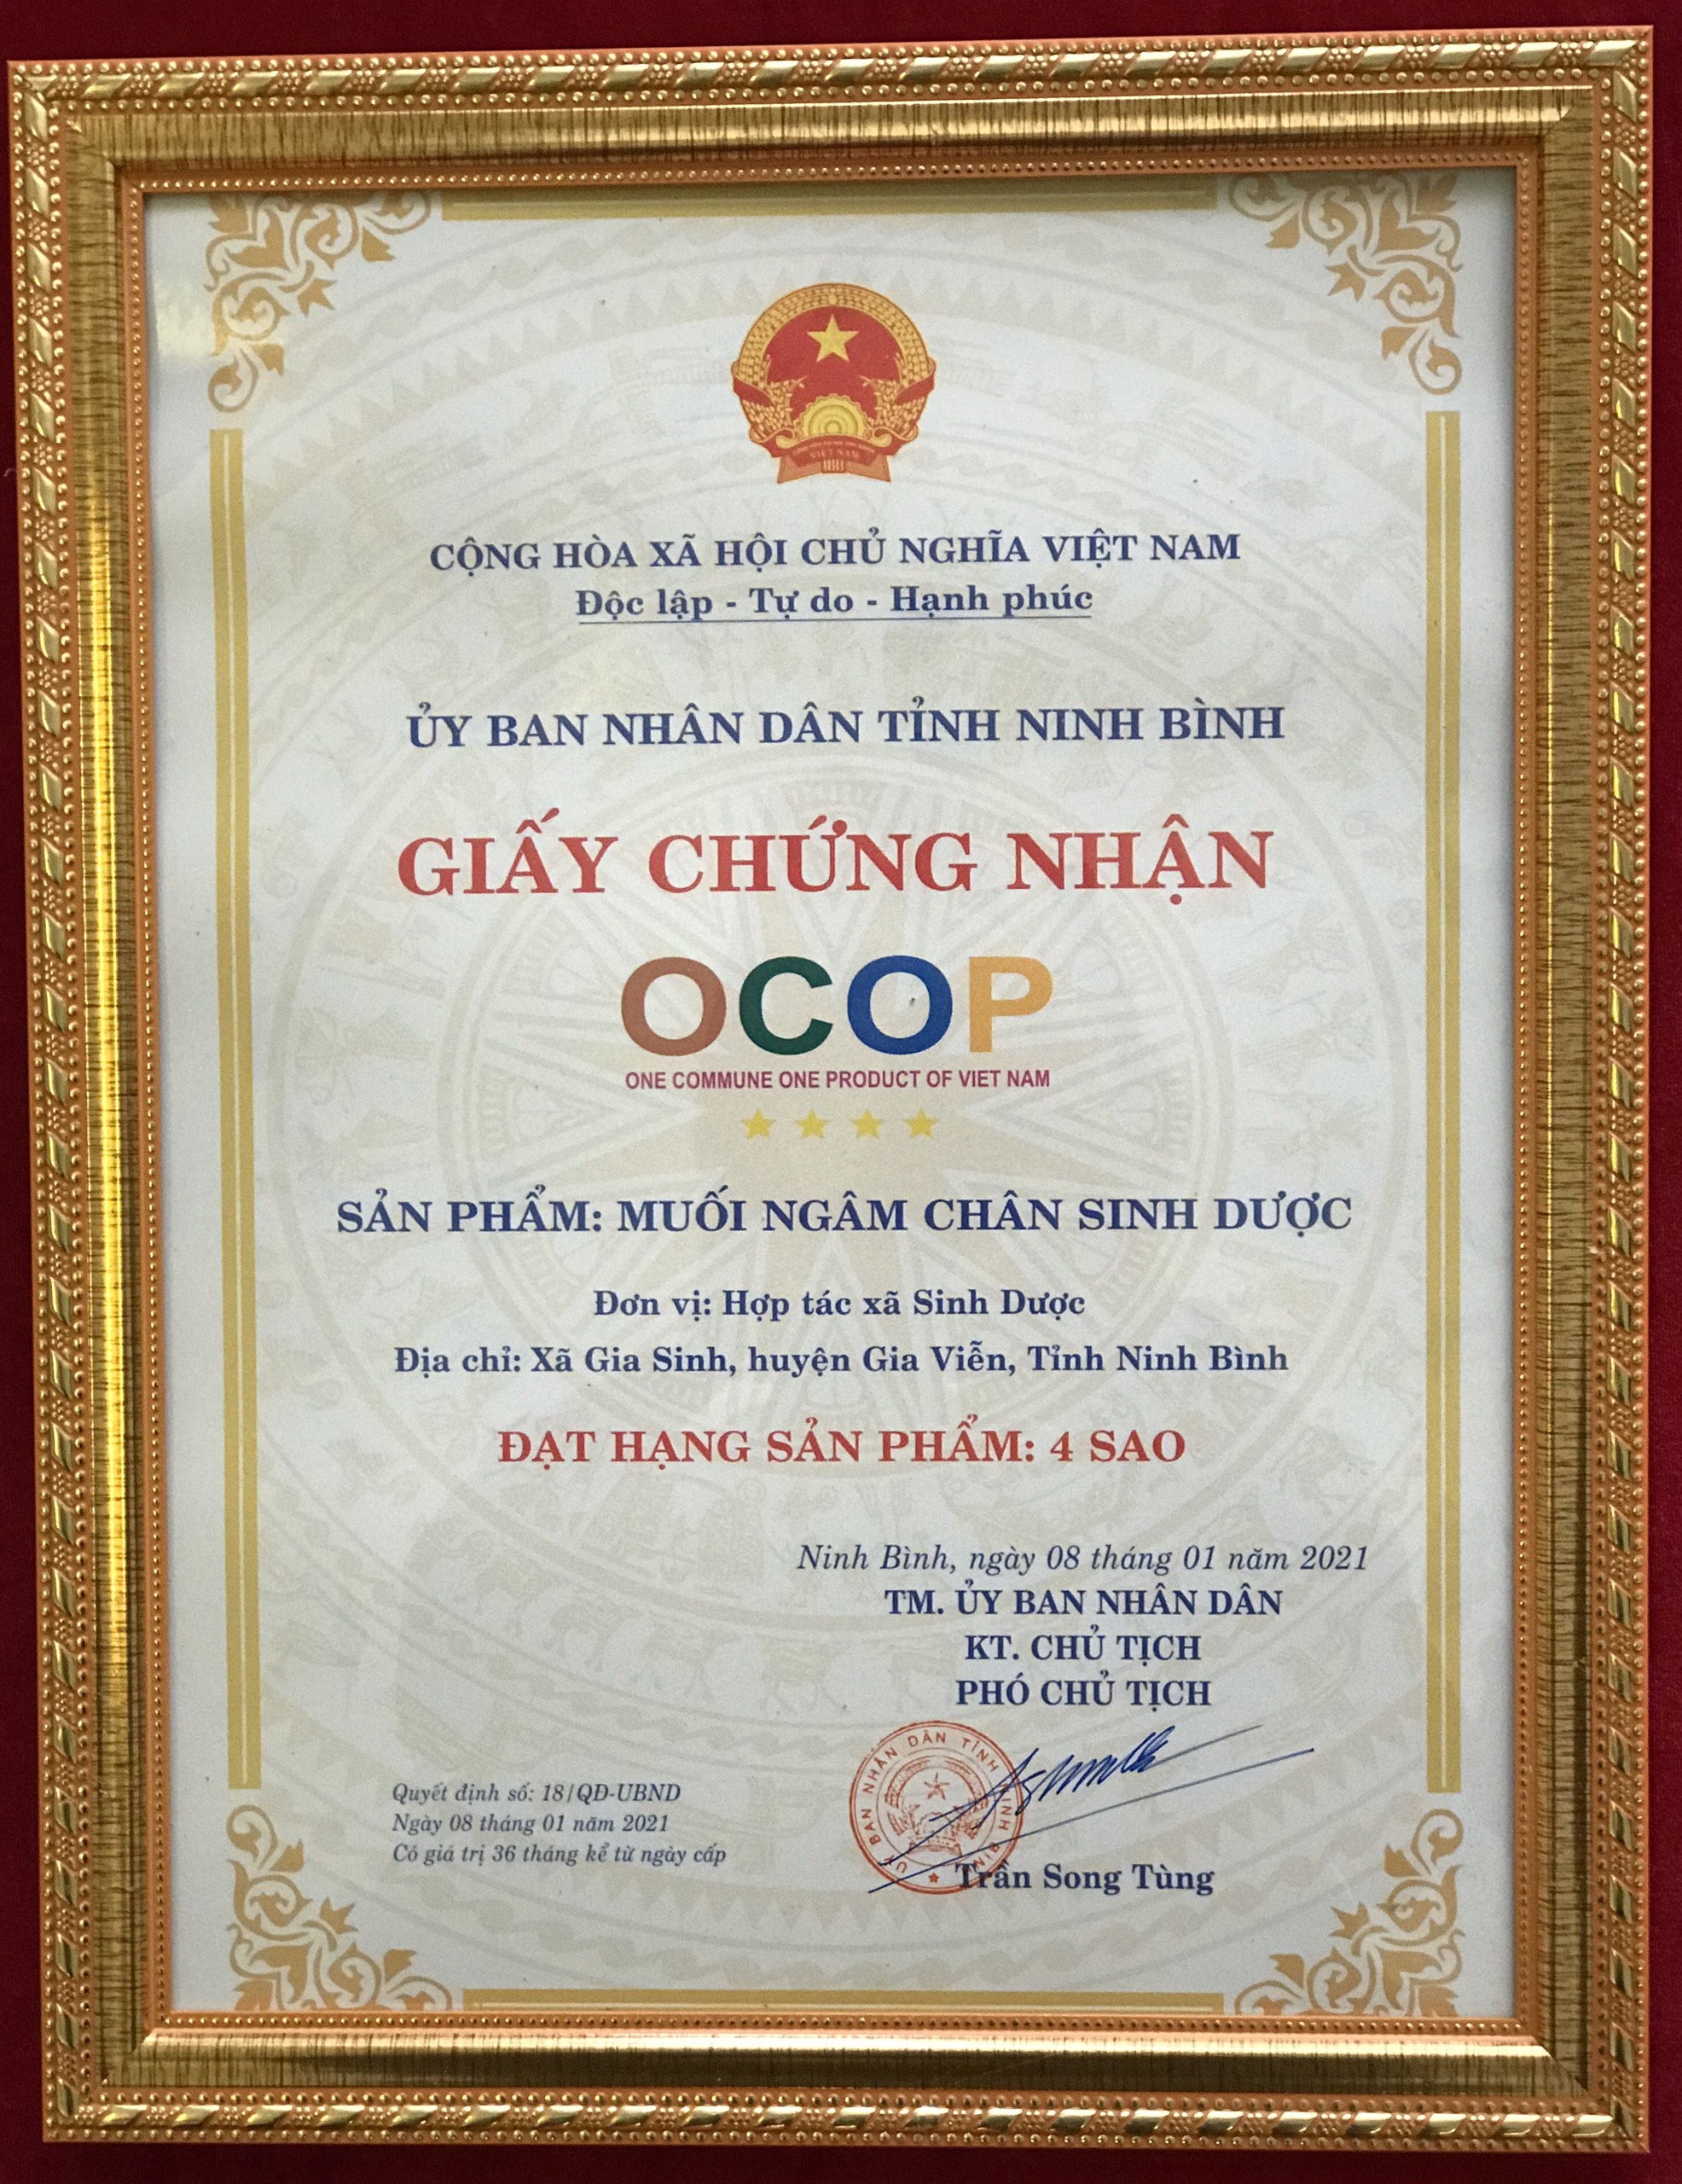 CỘNG HÒA XÃ HỘI CHỦ NGHĨA VIỆT NAM
Độc lập - Tự do - Hạnh phúc
ỦY BAN NHÂN DÂN TỈNH NINH BÌNH
GIẤY CHỨNG NHẬN
OCOP
ONE COMMUNE ONE PRODUCT OF VIET NAM
SẢN PHẨM: MUỐI NGÂM CHÂN SINH DƯỢC
Đơn vị: Hợp tác xã Sinh Dược
Địa chỉ: Xã Gia Sinh, huyện Gia Viễn, Tỉnh Ninh Bình
ĐẠT HẠNG SẢN PHẨM: 4 SAO
Ninh Bình, ngày 08 tháng 01 năm 2021
TM. ỦY BAN NHÂN DÂN
KT. CHỦ TỊCH
PHÓ CHỦ TỊCH
Quyết định số: 18/QĐ-UBND
Ngày 08 tháng 01 năm 2021
Có giá trị 36 tháng kể từ ngày cấp
BAN NHÂN DÂN TỈNH
Trần Song Tùng